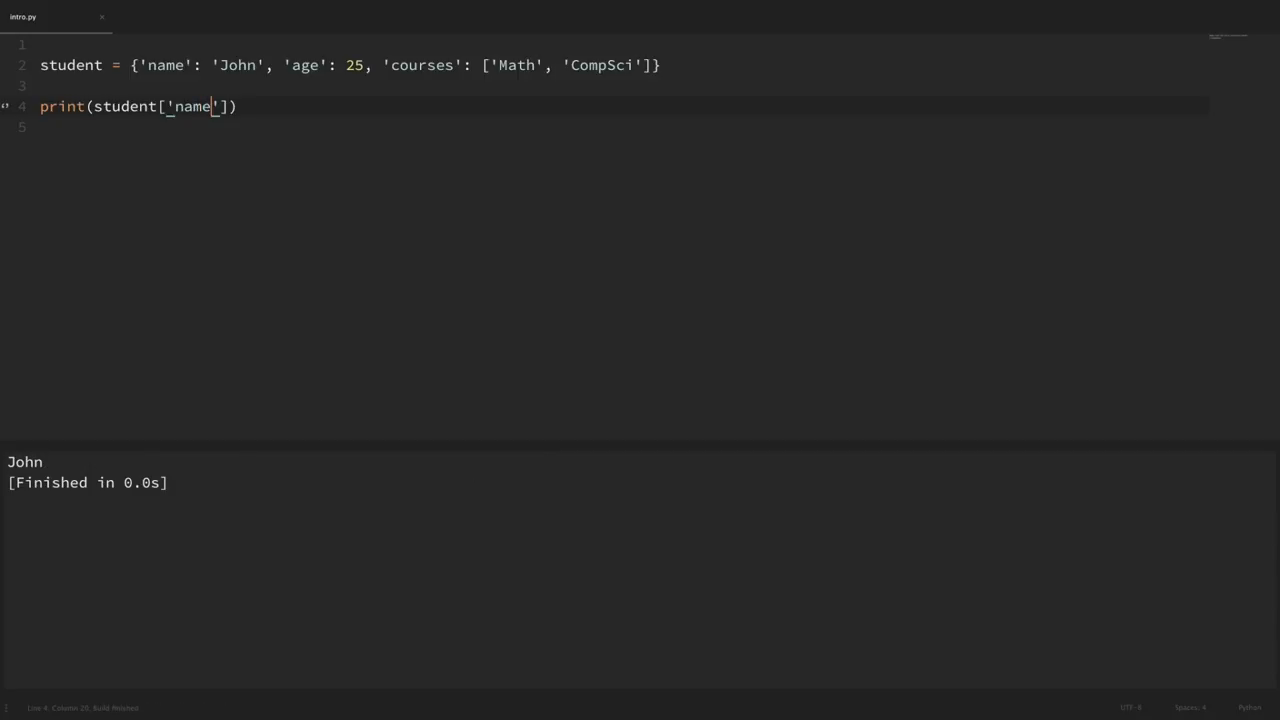 intro.py ×
1
2 student = {'name': 'John', 'age': 25, 'courses': ['Math', 'CompSci']}
3
4 print(student['name'])
5
John
[Finished in 0.0s]
Line 4, Column 20, Build finished UTF-8 Spaces: 4 Python